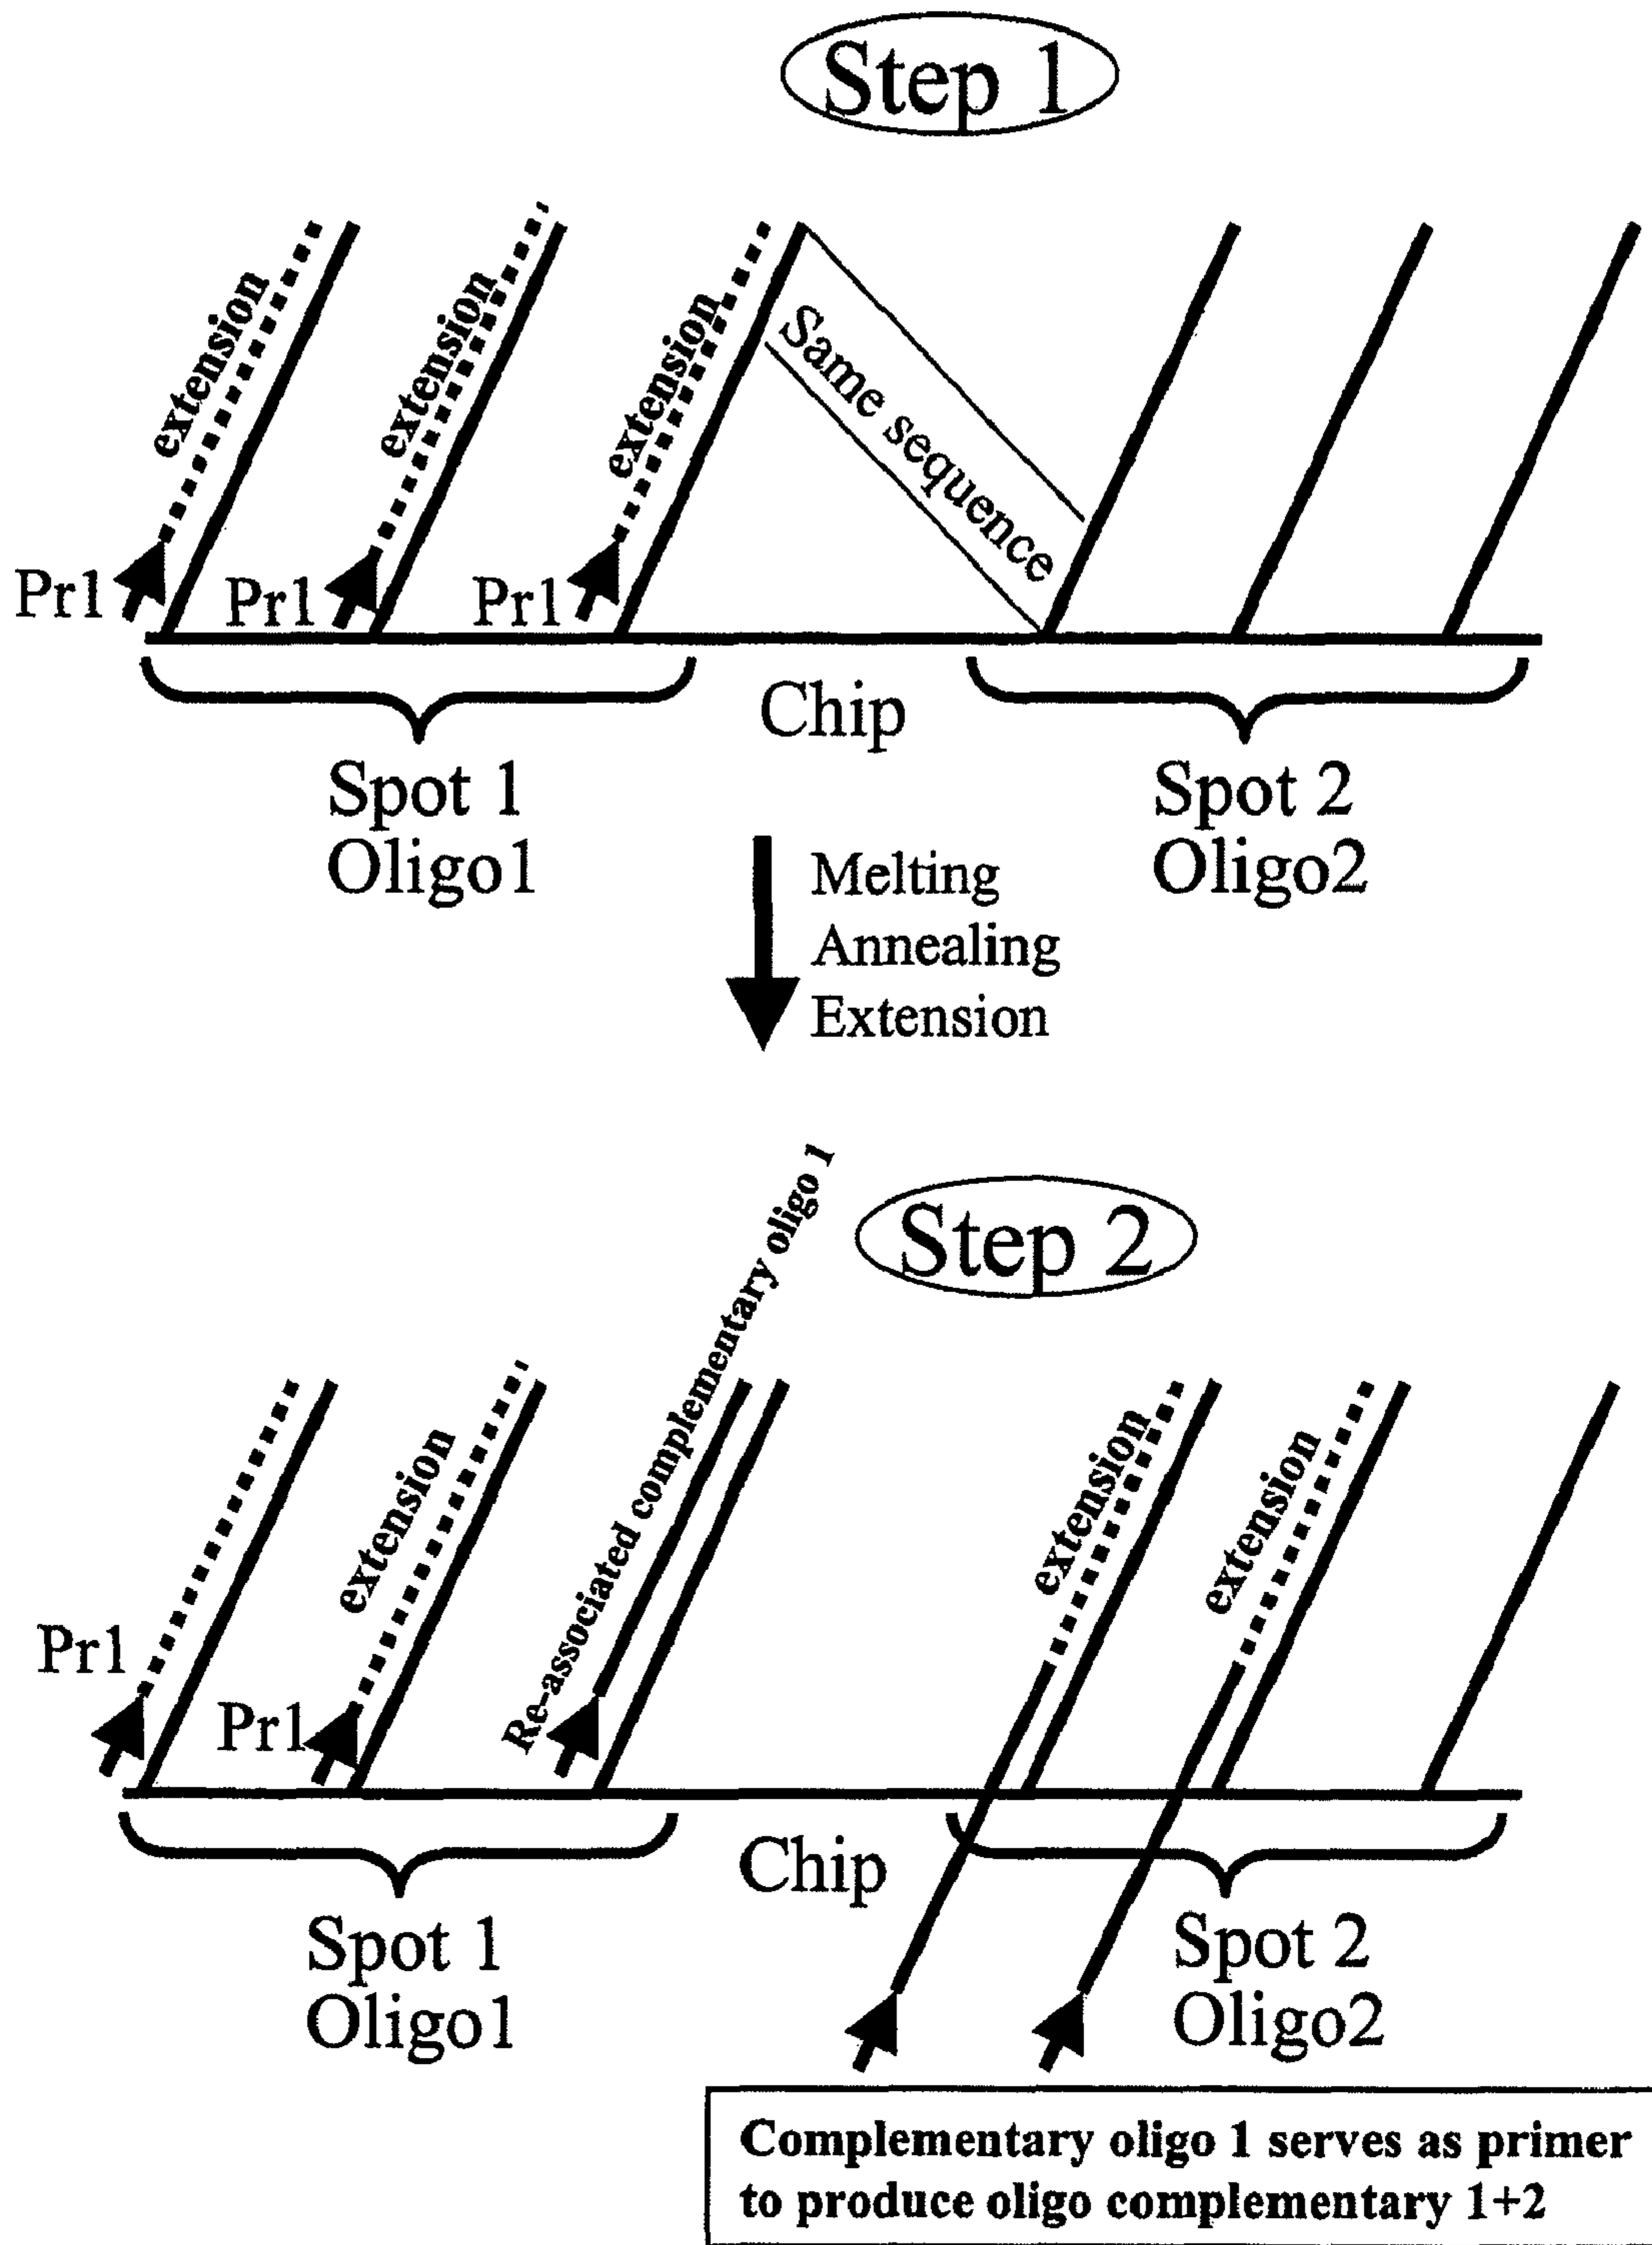 Step 1
extension
extension
extension
Same sequence
Pr1
Pr1
Pr1
Chip
Spot 1
Oligo1
Spot 2
Oligo2
Melting
Annealing
Extension
Step 2
Re-associated complementary oligo 1
extension
extension
extension
Pr1
Pr1
Chip
Spot 1
Oligo1
Spot 2
Oligo2
Complementary oligo 1 serves as primer
to produce oligo complementary 1+2